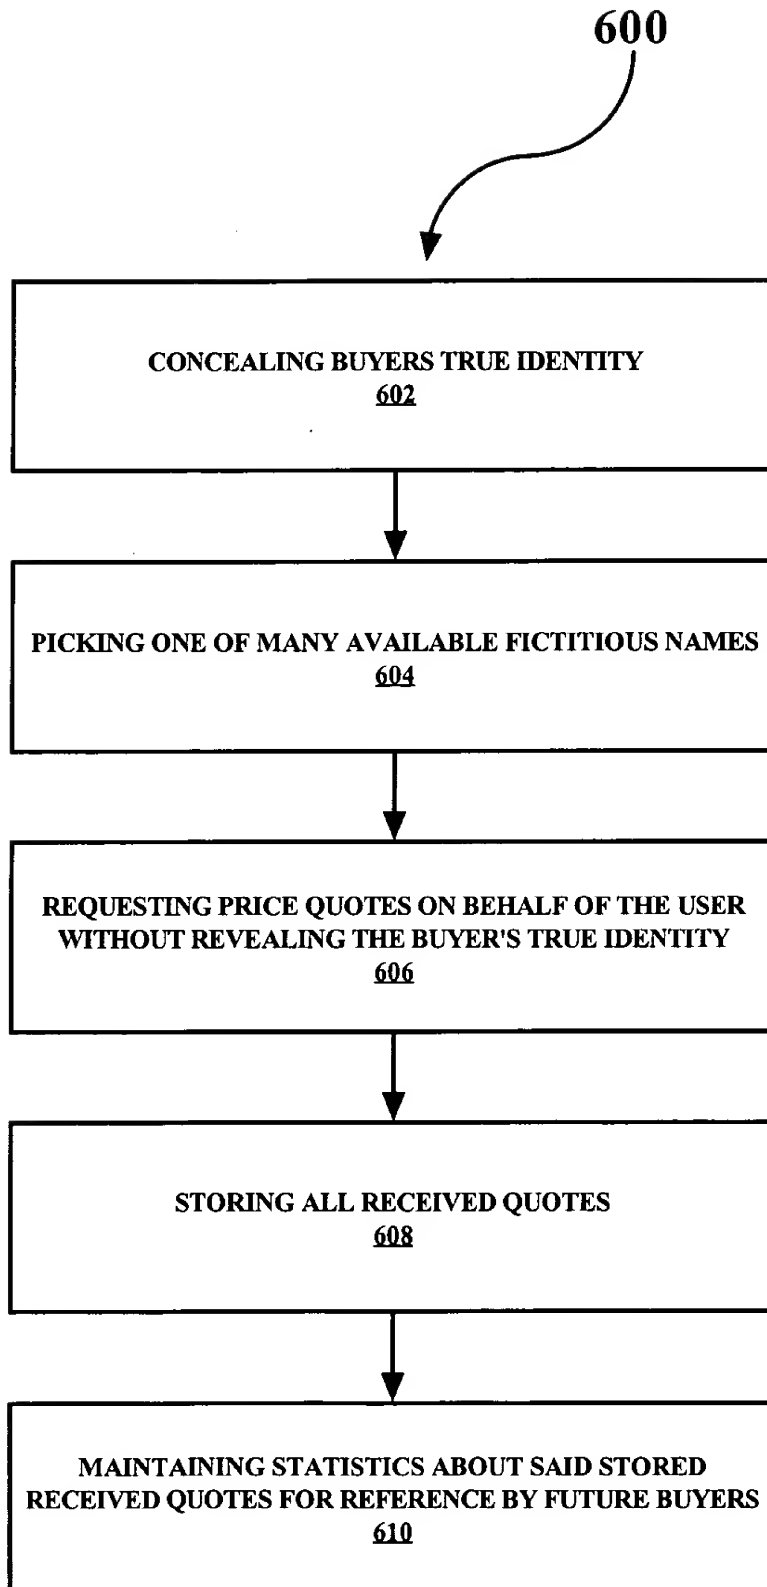 600
CONCEALING BUYERS TRUE IDENTITY
602
PICKING ONE OF MANY AVAILABLE FICTITIOUS NAMES
604
REQUESTING PRICE QUOTES ON BEHALF OF THE USER
WITHOUT REVEALING THE BUYER'S TRUE IDENTITY
606
STORING ALL RECEIVED QUOTES
608
MAINTAINING STATISTICS ABOUT SAID STORED
RECEIVED QUOTES FOR REFERENCE BY FUTURE BUYERS
610